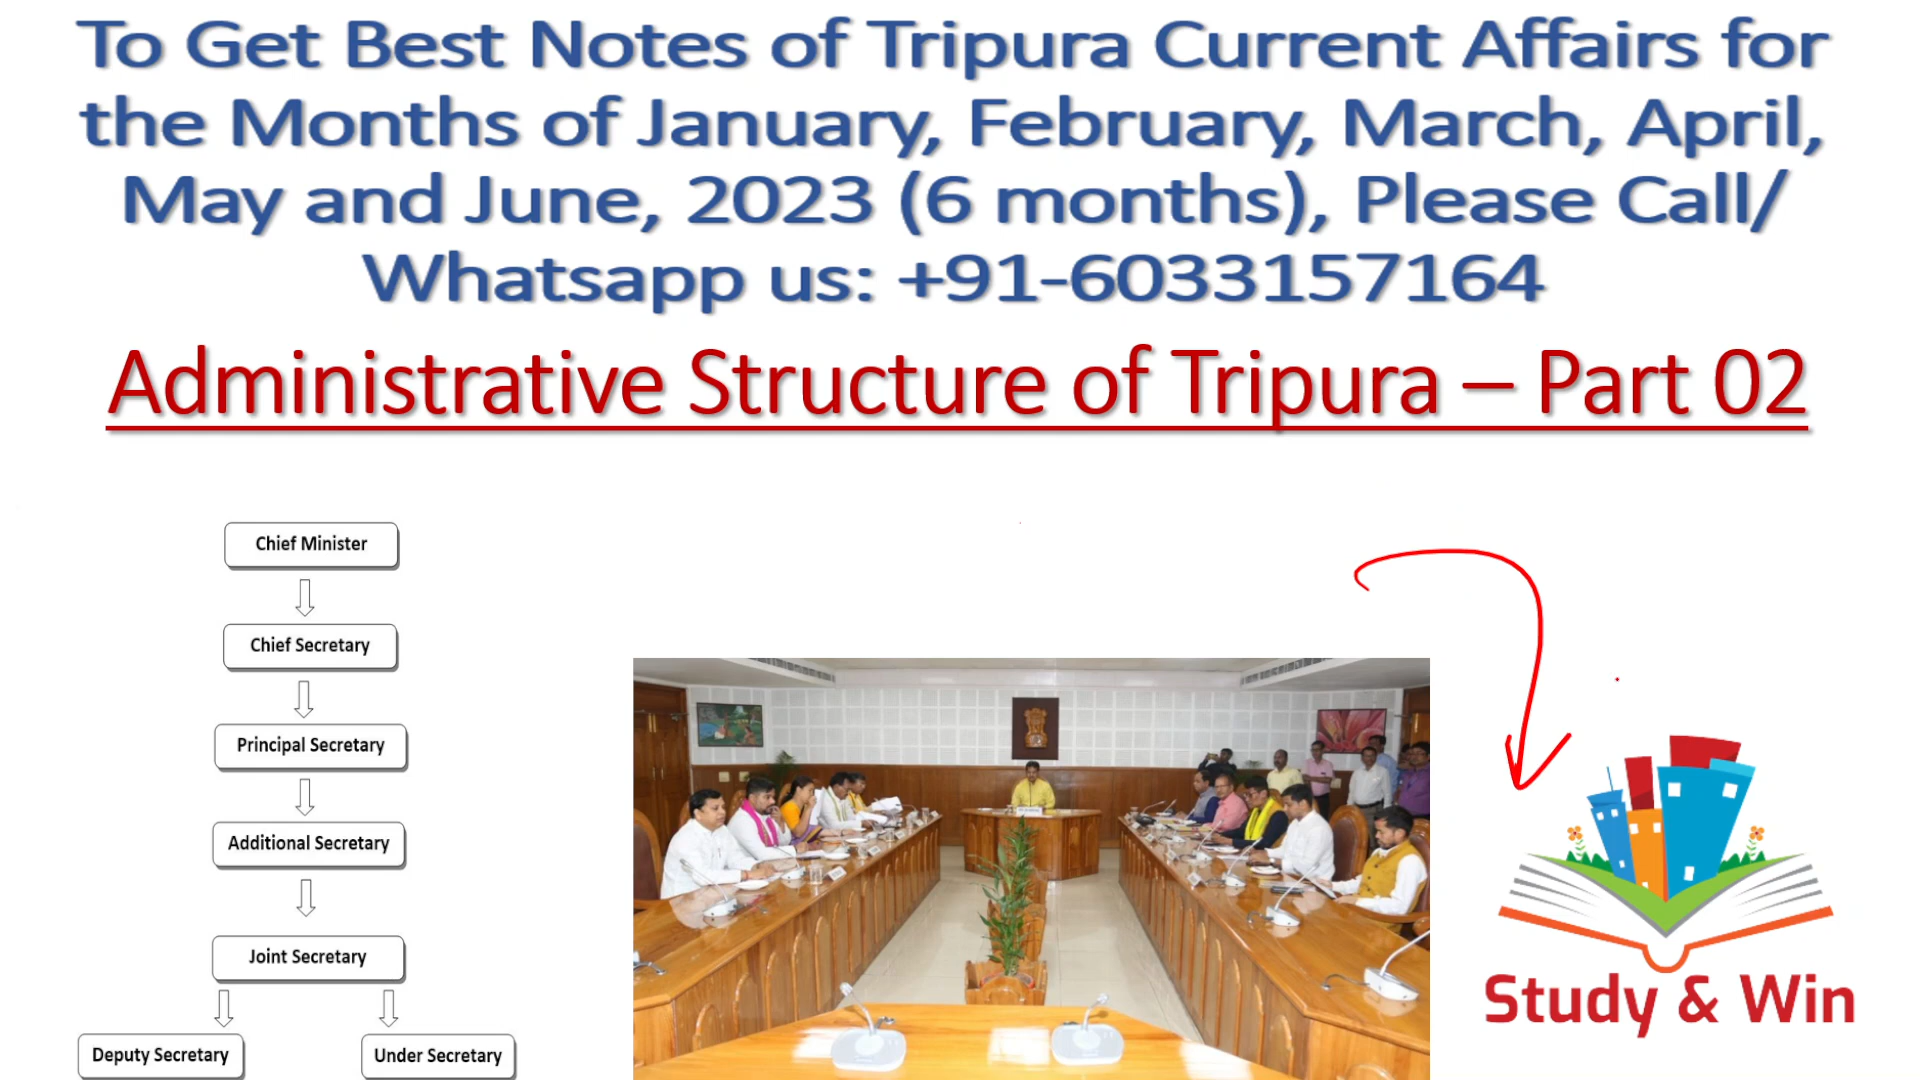 To Get Best Notes of Tripura Current Affairs for
the Months of January, February, March, April,
May and June, 2023 (6 months), Please Call/
Whatsapp us: +91-6033157164
Administrative Structure of Tripura – Part 02
Chief Minister
Chief Secretary
Principal Secretary
Additional Secretary
Joint Secretary
Deputy Secretary
Under Secretary
Study & Win